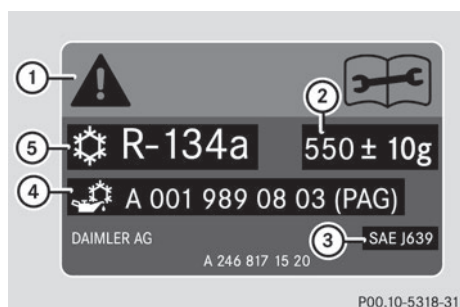 1
2
5 R-134a 550 ± 10g
4 A 001 989 08 03 (PAG)
DAIMLER AG 3 SAE J639
A 246 817 15 20
P00.10-5318-31